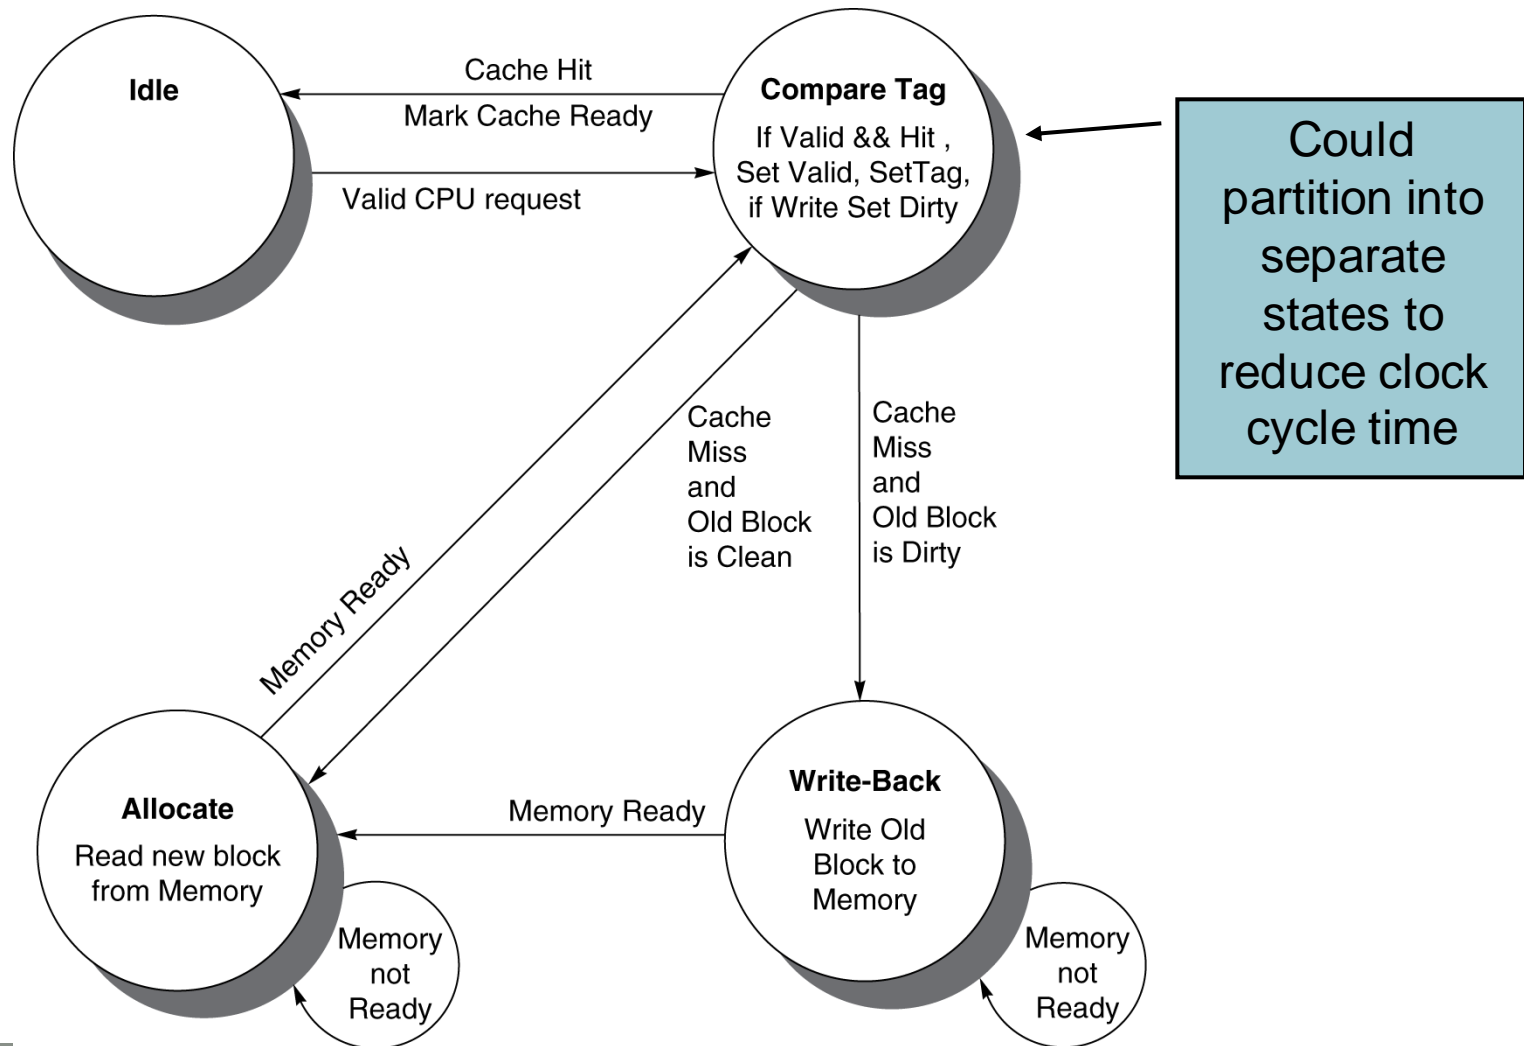 Idle
Cache Hit
Mark Cache Ready
Valid CPU request
Compare Tag
If Valid && Hit ,
Set Valid, SetTag,
if Write Set Dirty
Could
partition into
separate
states to
reduce clock
cycle time
Cache
Miss
and
Old Block
is Clean
Cache
Miss
and
Old Block
is Dirty
Memory Ready
Allocate
Read new block
from Memory
Memory Ready
Write-Back
Write Old
Block to
Memory
Memory
not
Ready
Memory
not
Ready